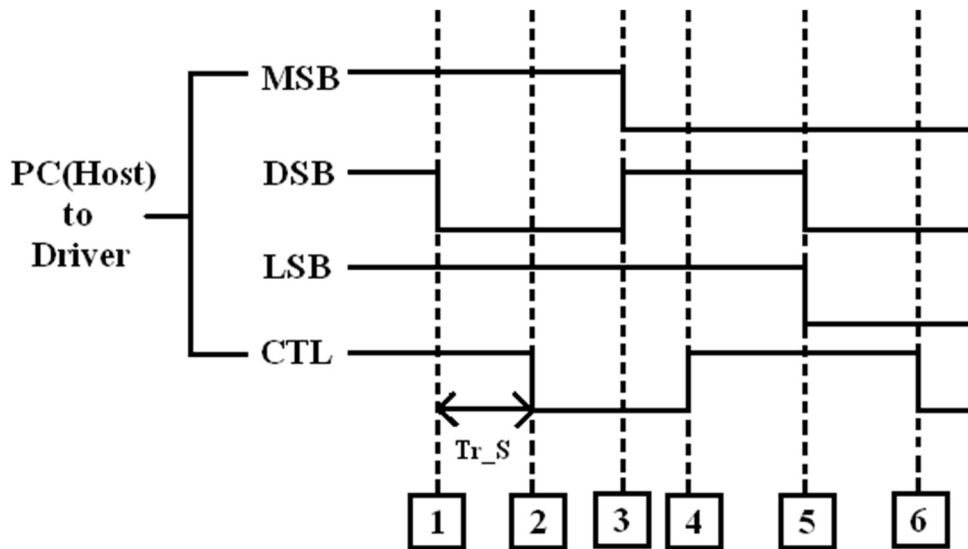 MSB
PC(Host)
to
Driver
DSB
LSB
CTL
Tr_S
1
2
3
4
5
6